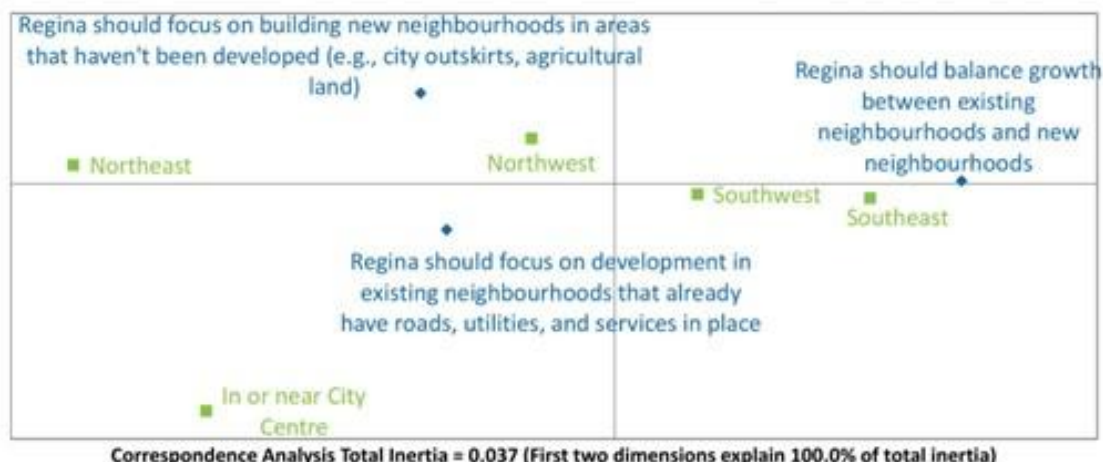 Regina should focus on building new neighbourhoods in areas
that haven't been developed (e.g., city outskirts, agricultural
land)
Regina should balance growth
between existing
neighbourhoods and new
neighbourhoods
Northeast
Northwest
Southwest
Southeast
Regina should focus on development in
existing neighbourhoods that already
have roads, utilities, and services in place
In or near City
Centre
Correspondence Analysis Total Inertia = 0.037 (First two dimensions explain 100.0% of total inertia)